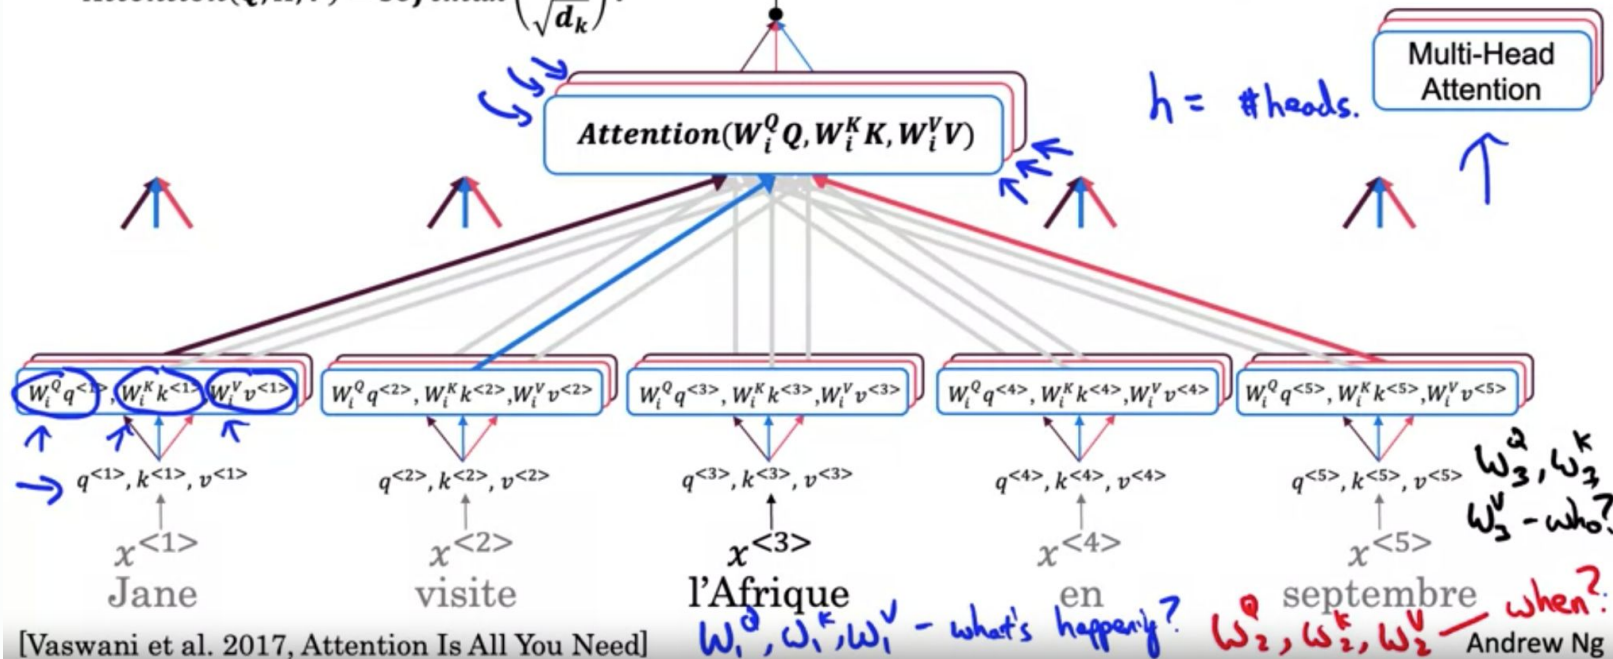 √d_k
Multi-Head
Attention
h = #heads.
Attention(W_i^Q Q, W_i^K K, W_i^V V)
W_i^Q q^<1>, W_i^K k^<1>, W_i^V v^<1>
W_i^Q q^<2>, W_i^K k^<2>, W_i^V v^<2>
W_i^Q q^<3>, W_i^K k^<3>, W_i^V v^<3>
W_i^Q q^<4>, W_i^K k^<4>, W_i^V v^<4>
W_i^Q q^<5>, W_i^K k^<5>, W_i^V v^<5>
q^<1>, k^<1>, v^<1>
q^<2>, k^<2>, v^<2>
q^<3>, k^<3>, v^<3>
q^<4>, k^<4>, v^<4>
q^<5>, k^<5>, v^<5>
W_3^Q, W_3^K,
W_3^V - who?
x^<1>
x^<2>
x^<3>
x^<4>
x^<5>
Jane
visite
l'Afrique
en
septembre
W_1^Q, W_1^K, W_1^V - what's happening?
W_2^Q, W_2^K, W_2^V — when?
[Vaswani et al. 2017, Attention Is All You Need]
Andrew Ng